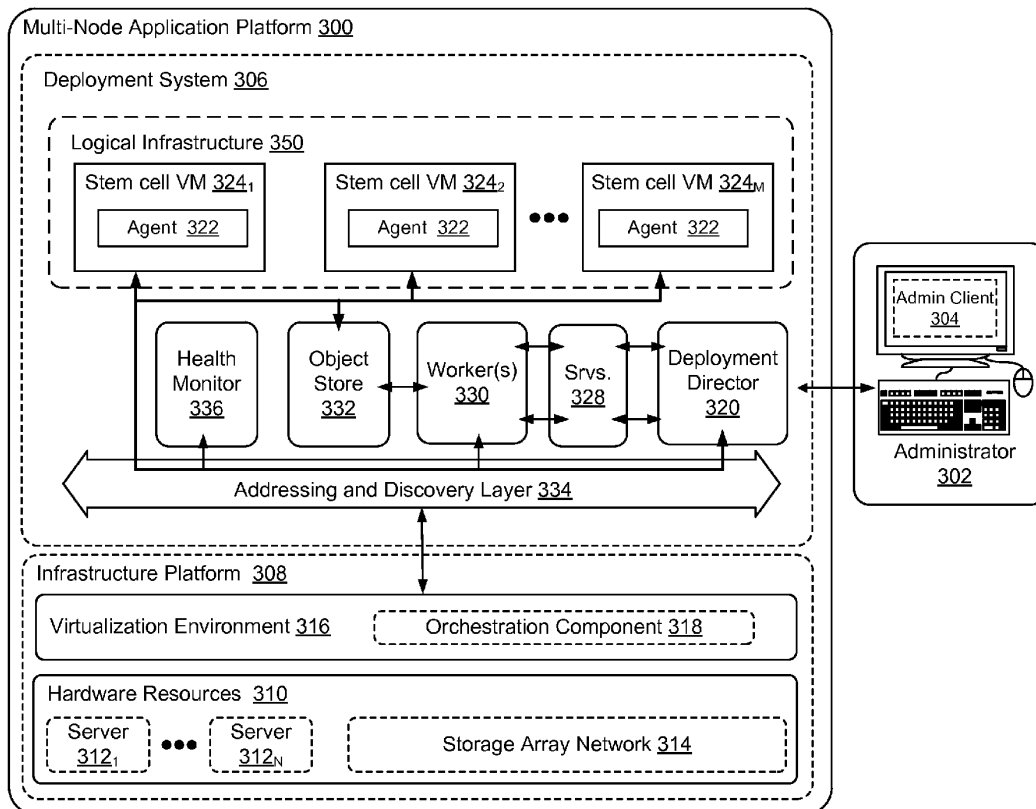 Multi-Node Application Platform 300
Deployment System 306
Logical Infrastructure 350
Stem cell VM 324₁
Agent 322
Stem cell VM 324₂
Agent 322
Stem cell VM 324M
Agent 322
Health
Monitor
336
Object
Store
332
Worker(s)
330
Srvs.
328
Deployment
Director
320
Admin Client
304
Administrator
302
Addressing and Discovery Layer 334
Infrastructure Platform 308
Virtualization Environment 316
Orchestration Component 318
Hardware Resources 310
Server
312₁
Server
312N
Storage Array Network 314